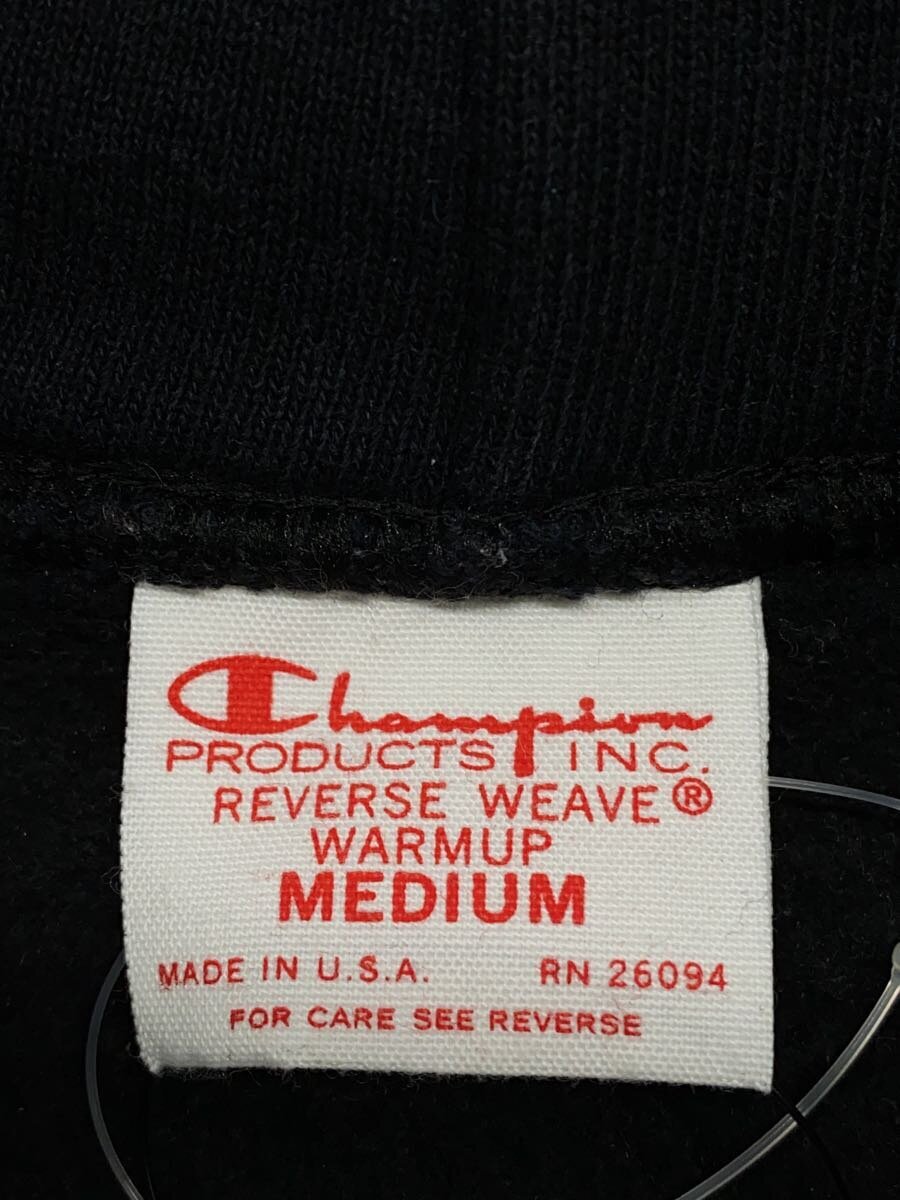 Champion
PRODUCTS INC.
REVERSE WEAVE®
WARMUP
MEDIUM
MADE IN U.S.A. RN 26094
FOR CARE SEE REVERSE